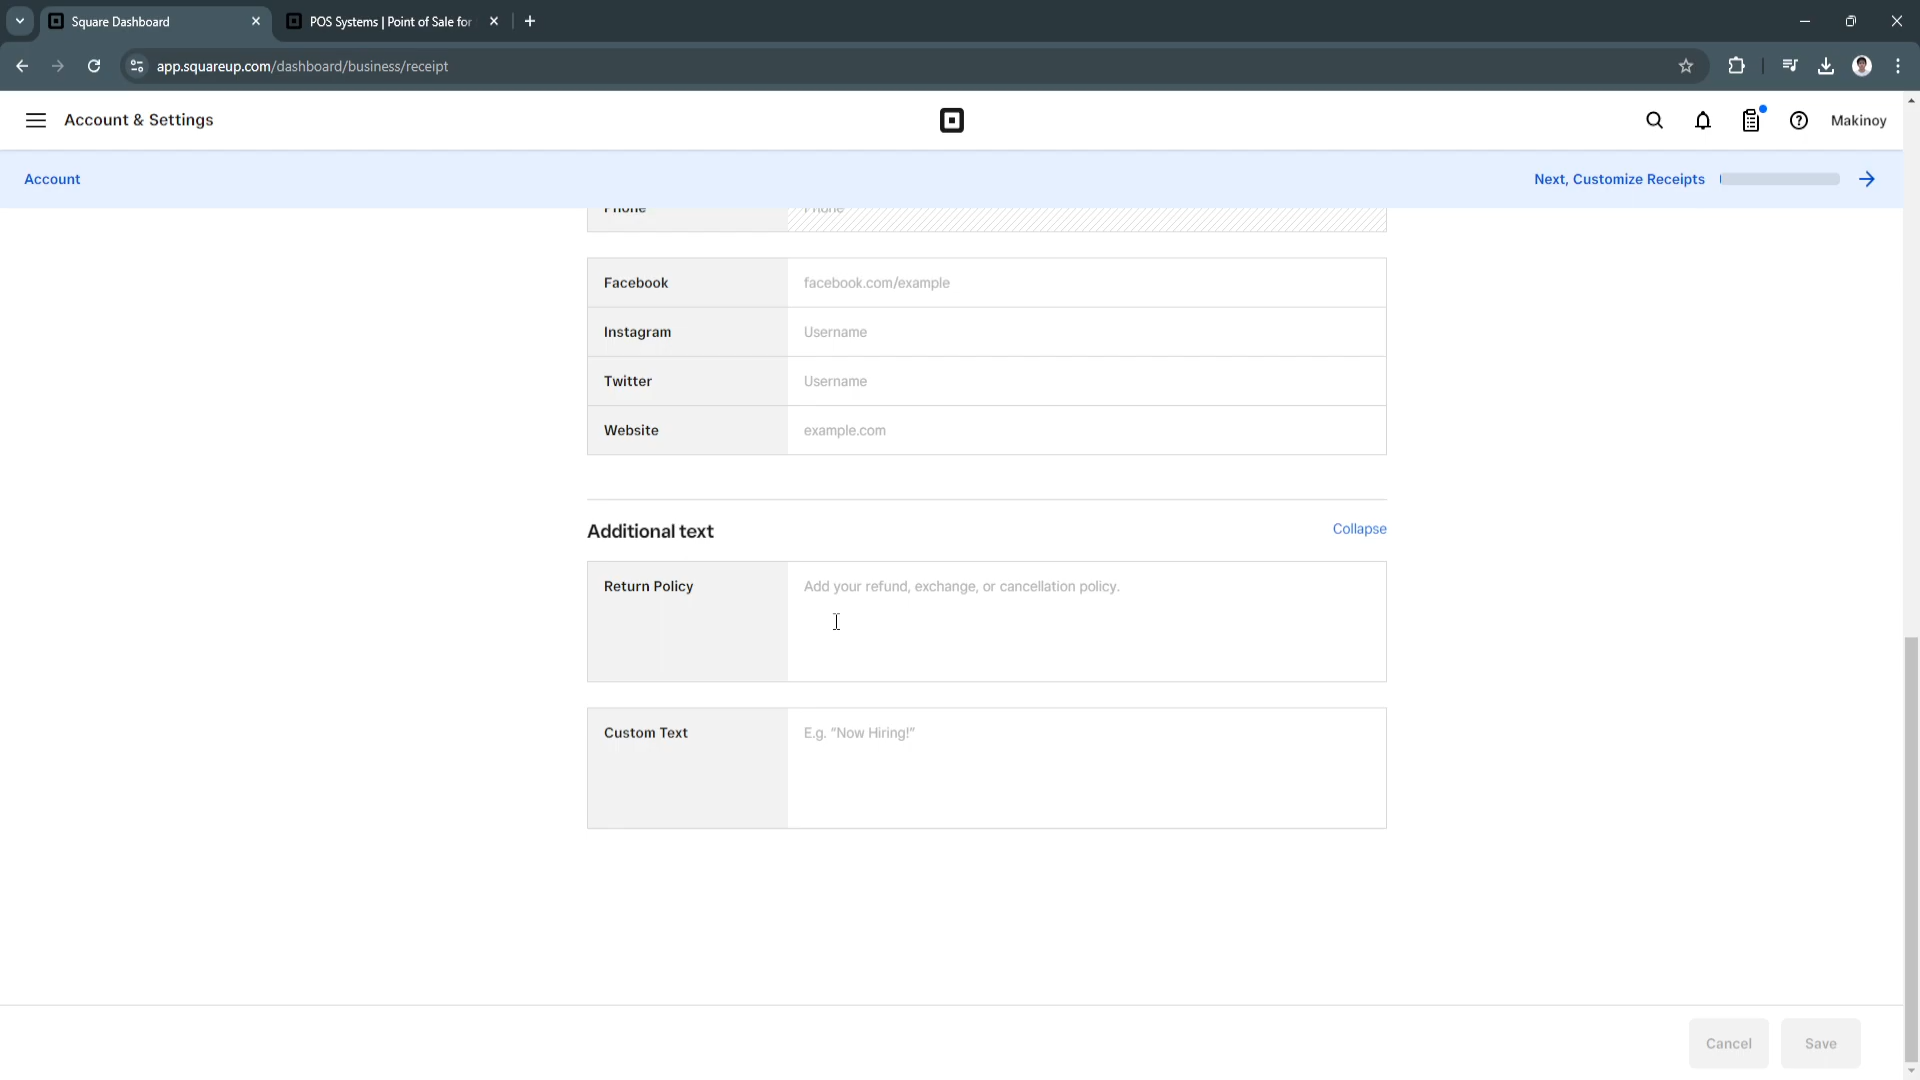 Square Dashboard
POS Systems | Point of Sale for
app.squareup.com/dashboard/business/receipt
Account & Settings
Makinoy
Account
Next, Customize Receipts
Phone Phone
Facebook facebook.com/example
Instagram Username
Twitter Username
Website example.com
Additional text
Collapse
Return Policy Add your refund, exchange, or cancellation policy.
Custom Text E.g. “Now Hiring!”
Cancel Save